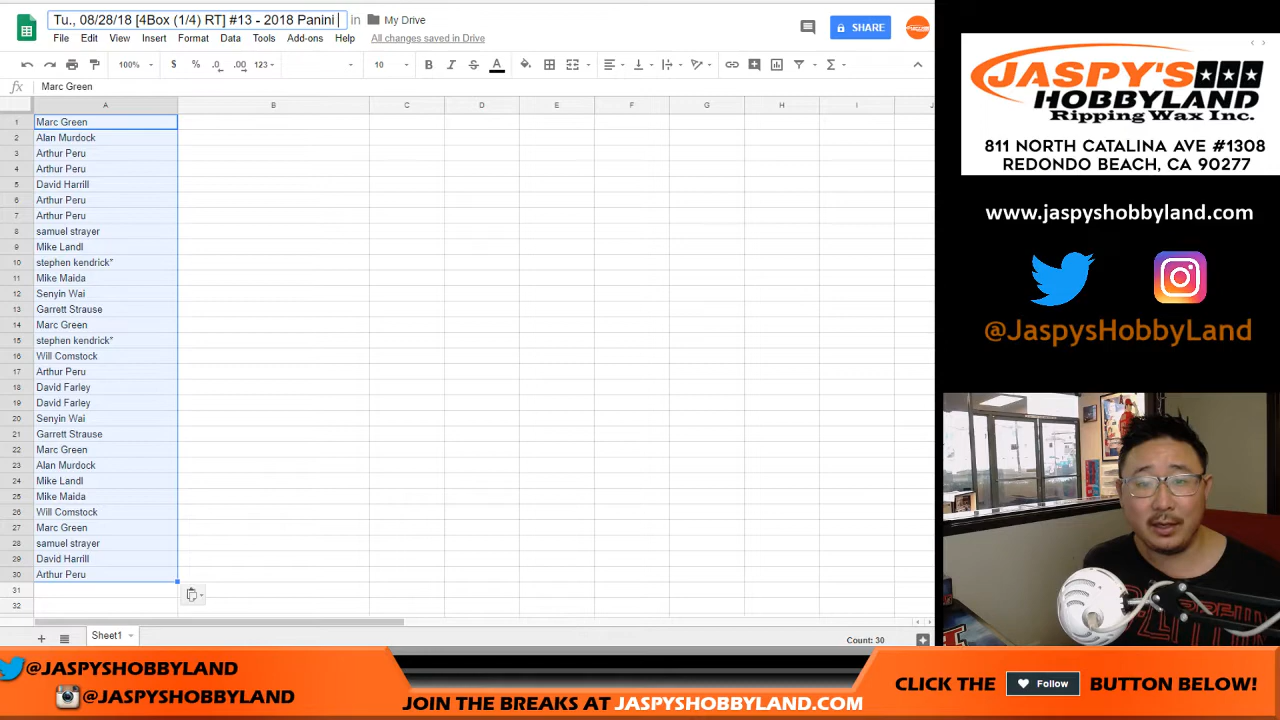 Tu., 08/28/18 [4Box (1/4) RT] #13 - 2018 Panini in My Drive
File Edit View Insert Format Data Tools Add-ons Help All changes saved in Drive
SHARE
100% $ % .0 .00 123 10 B I S A
fx Marc Green
A B C D E F G H I J
1 Marc Green
2 Alan Murdock
3 Arthur Peru
4 Arthur Peru
5 David Harrill
6 Arthur Peru
7 Arthur Peru
8 samuel strayer
9 Mike Landl
10 stephen kendrick*
11 Mike Maida
12 Senyin Wai
13 Garrett Strause
14 Marc Green
15 stephen kendrick*
16 Will Comstock
17 Arthur Peru
18 David Farley
19 David Farley
20 Senyin Wai
21 Garrett Strause
22 Marc Green
23 Alan Murdock
24 Mike Landl
25 Mike Maida
26 Will Comstock
27 Marc Green
28 samuel strayer
29 David Harrill
30 Arthur Peru
31
32
Sheet1
Count: 30
JASPY'S
HOBBYLAND
Ripping Wax Inc.
811 NORTH CATALINA AVE #1308
REDONDO BEACH, CA 90277
www.jaspyshobbyland.com
@JaspysHobbyLand
@JASPYSHOBBYLAND
@JASPYSHOBBYLAND
JOIN THE BREAKS AT JASPYSHOBBYLAND.COM
CLICK THE Follow BUTTON BELOW!